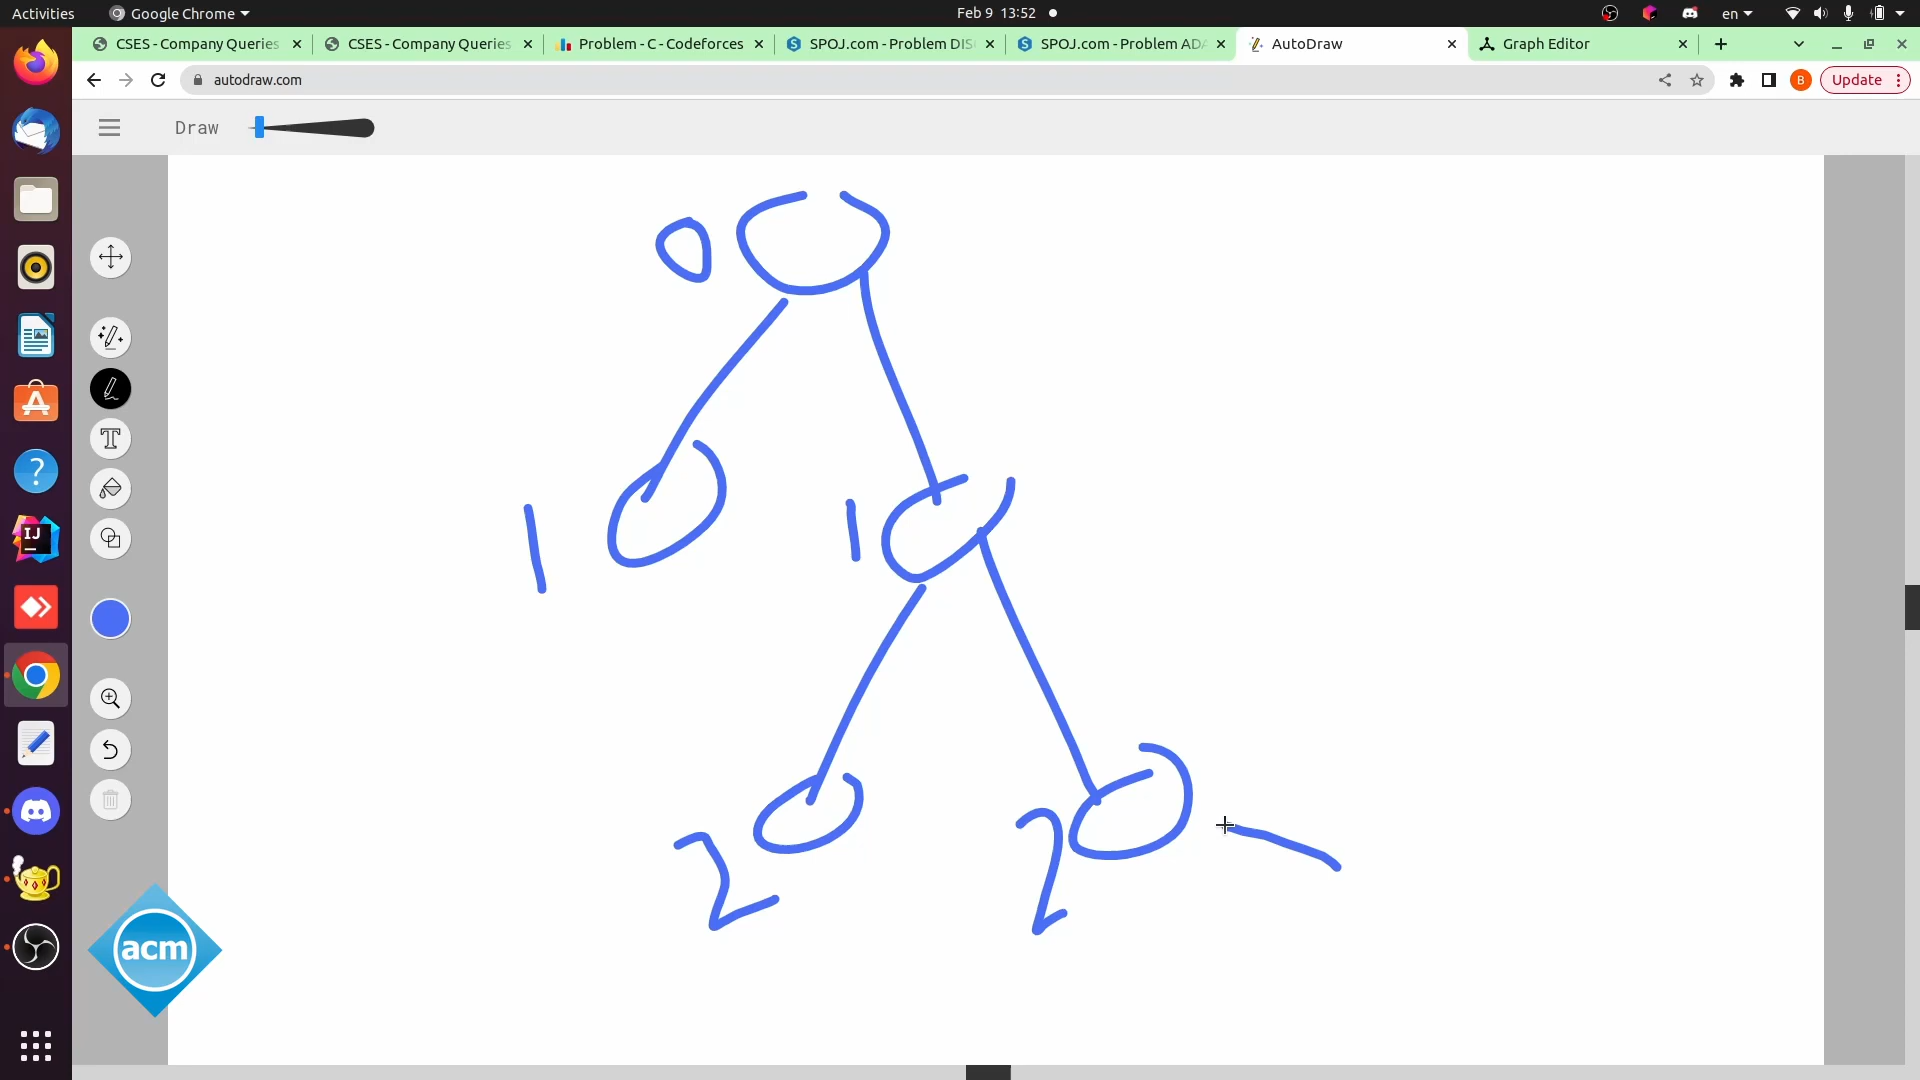 Activities Google Chrome Feb 9 13:52 en
CSES - Company Queries CSES - Company Queries Problem - C - Codeforces SPOJ.com - Problem DIS SPOJ.com - Problem ADA AutoDraw Graph Editor
autodraw.com B Update
Draw
0
1 1
2 2
acm